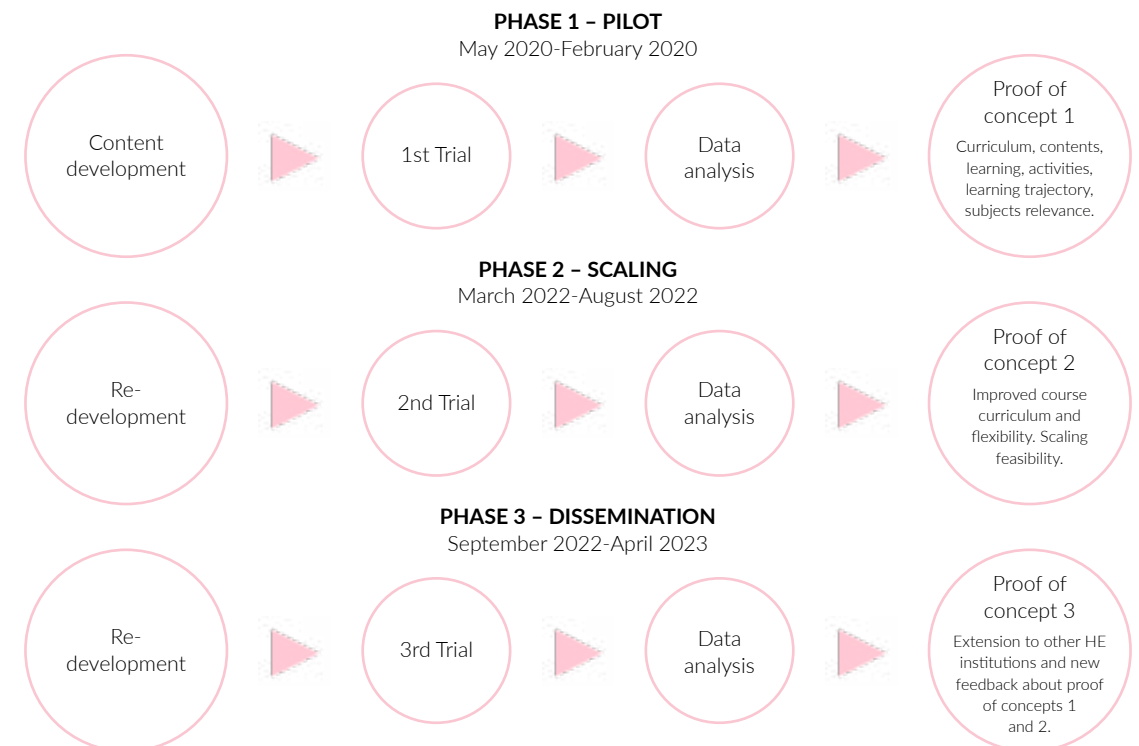 PHASE 1 – PILOT
May 2020-February 2020
Content
development
1st Trial
Data
analysis
Proof of
concept 1
Curriculum, contents,
learning, activities,
learning trajectory,
subjects relevance.
PHASE 2 – SCALING
March 2022-August 2022
Re-
development
2nd Trial
Data
analysis
Proof of
concept 2
Improved course
curriculum and
flexibility. Scaling
feasibility.
PHASE 3 – DISSEMINATION
September 2022-April 2023
Re-
development
3rd Trial
Data
analysis
Proof of
concept 3
Extension to other HE
institutions and new
feedback about proof
of concepts 1
and 2.